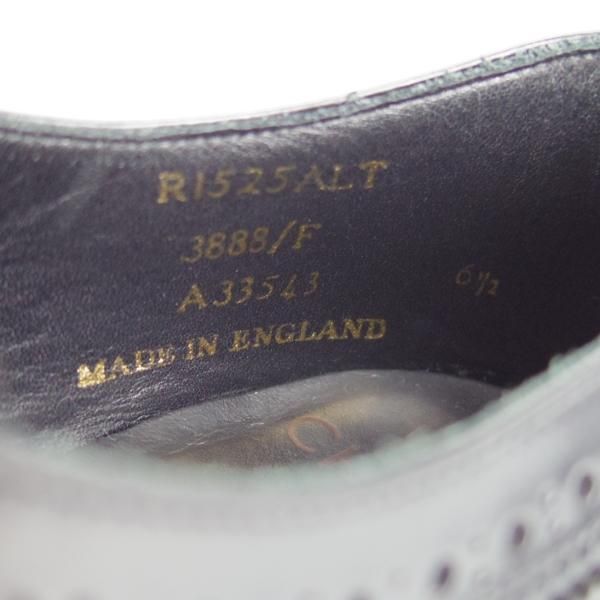 R1525ALT
3888/F
A33543
6½
MADE IN ENGLAND